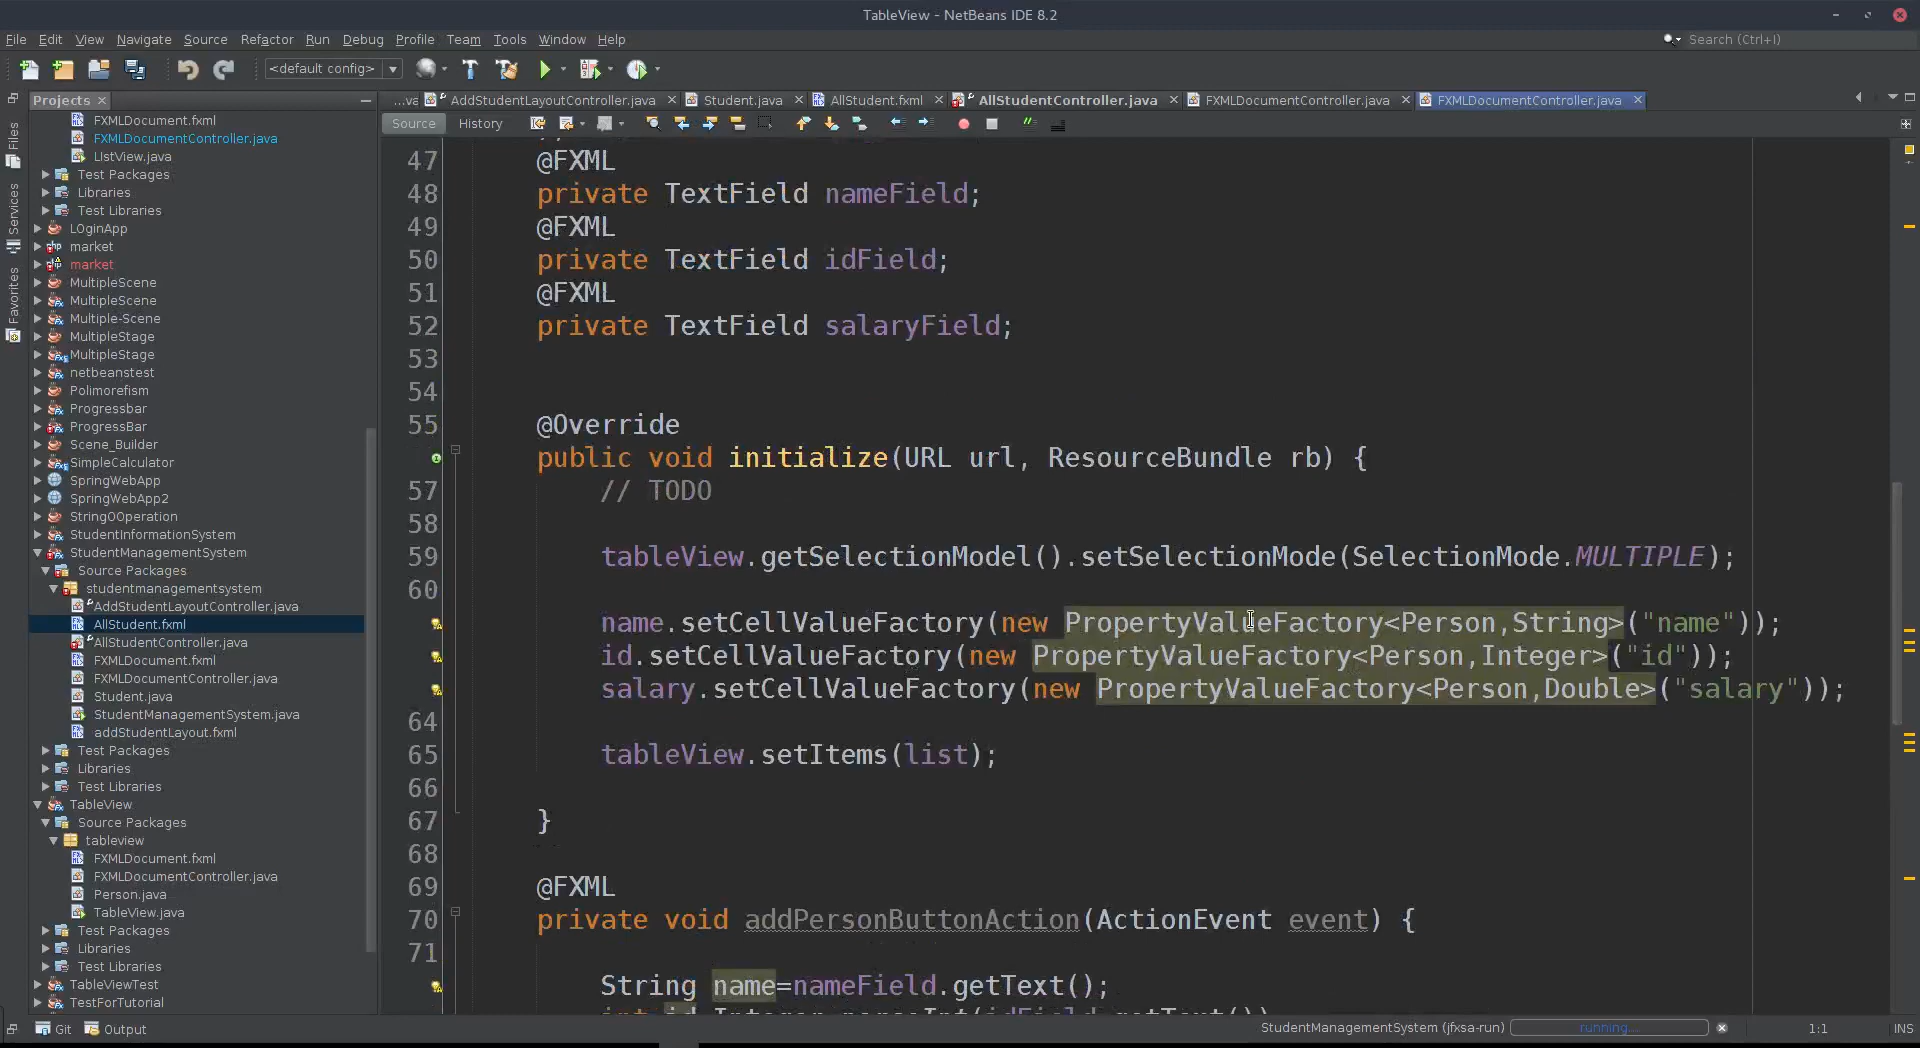 TableView - NetBeans IDE 8.2
File Edit View Navigate Source Refactor Run Debug Profile Team Tools Window Help
Search (Ctrl+I)
<default config>
Projects
...va AddStudentLayoutController.java Student.java AllStudent.fxml AllStudentController.java FXMLDocumentController.java FXMLDocumentController.java
Source History
Files
Services
Favorites
FXMLDocument.fxml
FXMLDocumentController.java
ListView.java
Test Packages
Libraries
Test Libraries
LOginApp
market
market
MultipleScene
MultipleScene
Multiple-Scene
MultipleStage
MultipleStage
netbeanstest
Polimorefism
Progressbar
ProgressBar
Scene_Builder
SimpleCalculator
SpringWebApp
SpringWebApp2
StringOOperation
StudentInformationSystem
StudentManagementSystem
Source Packages
studentmanagementsystem
AddStudentLayoutController.java
AllStudent.fxml
AllStudentController.java
FXMLDocument.fxml
FXMLDocumentController.java
Student.java
StudentManagementSystem.java
addStudentLayout.fxml
Test Packages
Libraries
Test Libraries
TableView
Source Packages
tableview
FXMLDocument.fxml
FXMLDocumentController.java
Person.java
TableView.java
Test Packages
Libraries
Test Libraries
TableViewTest
TestForTutorial
47 @FXML
48 private TextField nameField;
49 @FXML
50 private TextField idField;
51 @FXML
52 private TextField salaryField;
53
54
55 @Override
public void initialize(URL url, ResourceBundle rb) {
57 // TODO
58
59 tableView.getSelectionModel().setSelectionMode(SelectionMode.MULTIPLE);
60
name.setCellValueFactory(new PropertyValueFactory<Person,String>("name"));
id.setCellValueFactory(new PropertyValueFactory<Person,Integer>("id"));
salary.setCellValueFactory(new PropertyValueFactory<Person,Double>("salary"));
64
65 tableView.setItems(list);
66
67 }
68
69 @FXML
70 private void addPersonButtonAction(ActionEvent event) {
71
String name=nameField.getText();
int id=Integer.parseInt(idField.getText())
Git Output
StudentManagementSystem (jfxsa-run) running... 1:1 INS